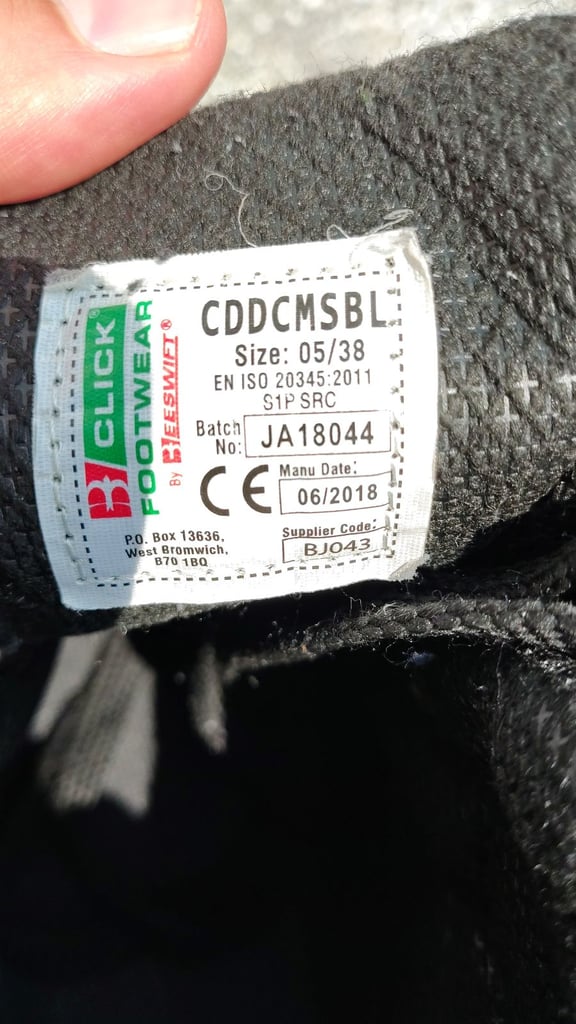 CLICK®
FOOTWEAR
By BEESWIFT®
CDDCMSBL
Size: 05/38
EN ISO 20345:2011
S1P SRC
Batch No: JA18044
CE
Manu Date:
06/2018
Supplier Code:
BJ043
P.O. Box 13636,
West Bromwich,
B70 1BQ